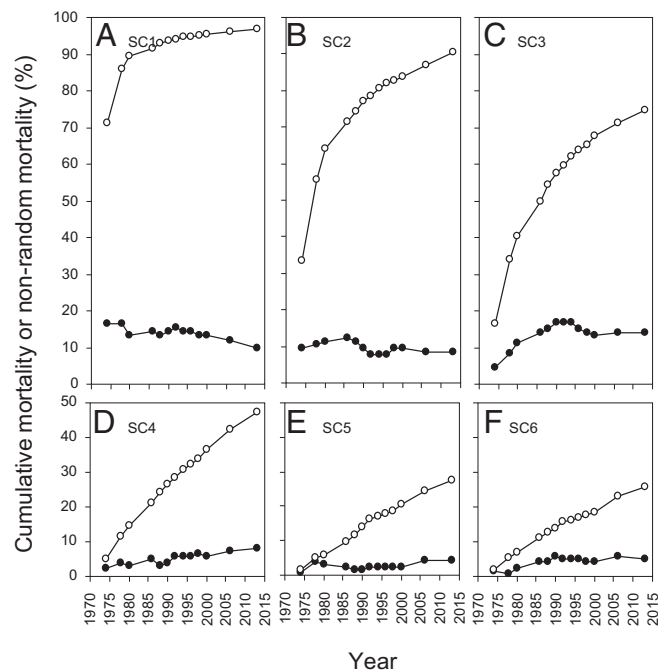 Cumulative mortality or non-random mortality (%)
A SC1
B SC2
C SC3
100
90
80
70
60
50
40
30
20
10
0
D SC4
E SC5
F SC6
50
40
30
20
10
0
1970 1975 1980 1985 1990 1995 2000 2005 2010 2015 1970 1975 1980 1985 1990 1995 2000 2005 2010 2015 1970 1975 1980 1985 1990 1995 2000 2005 2010 2015
Year